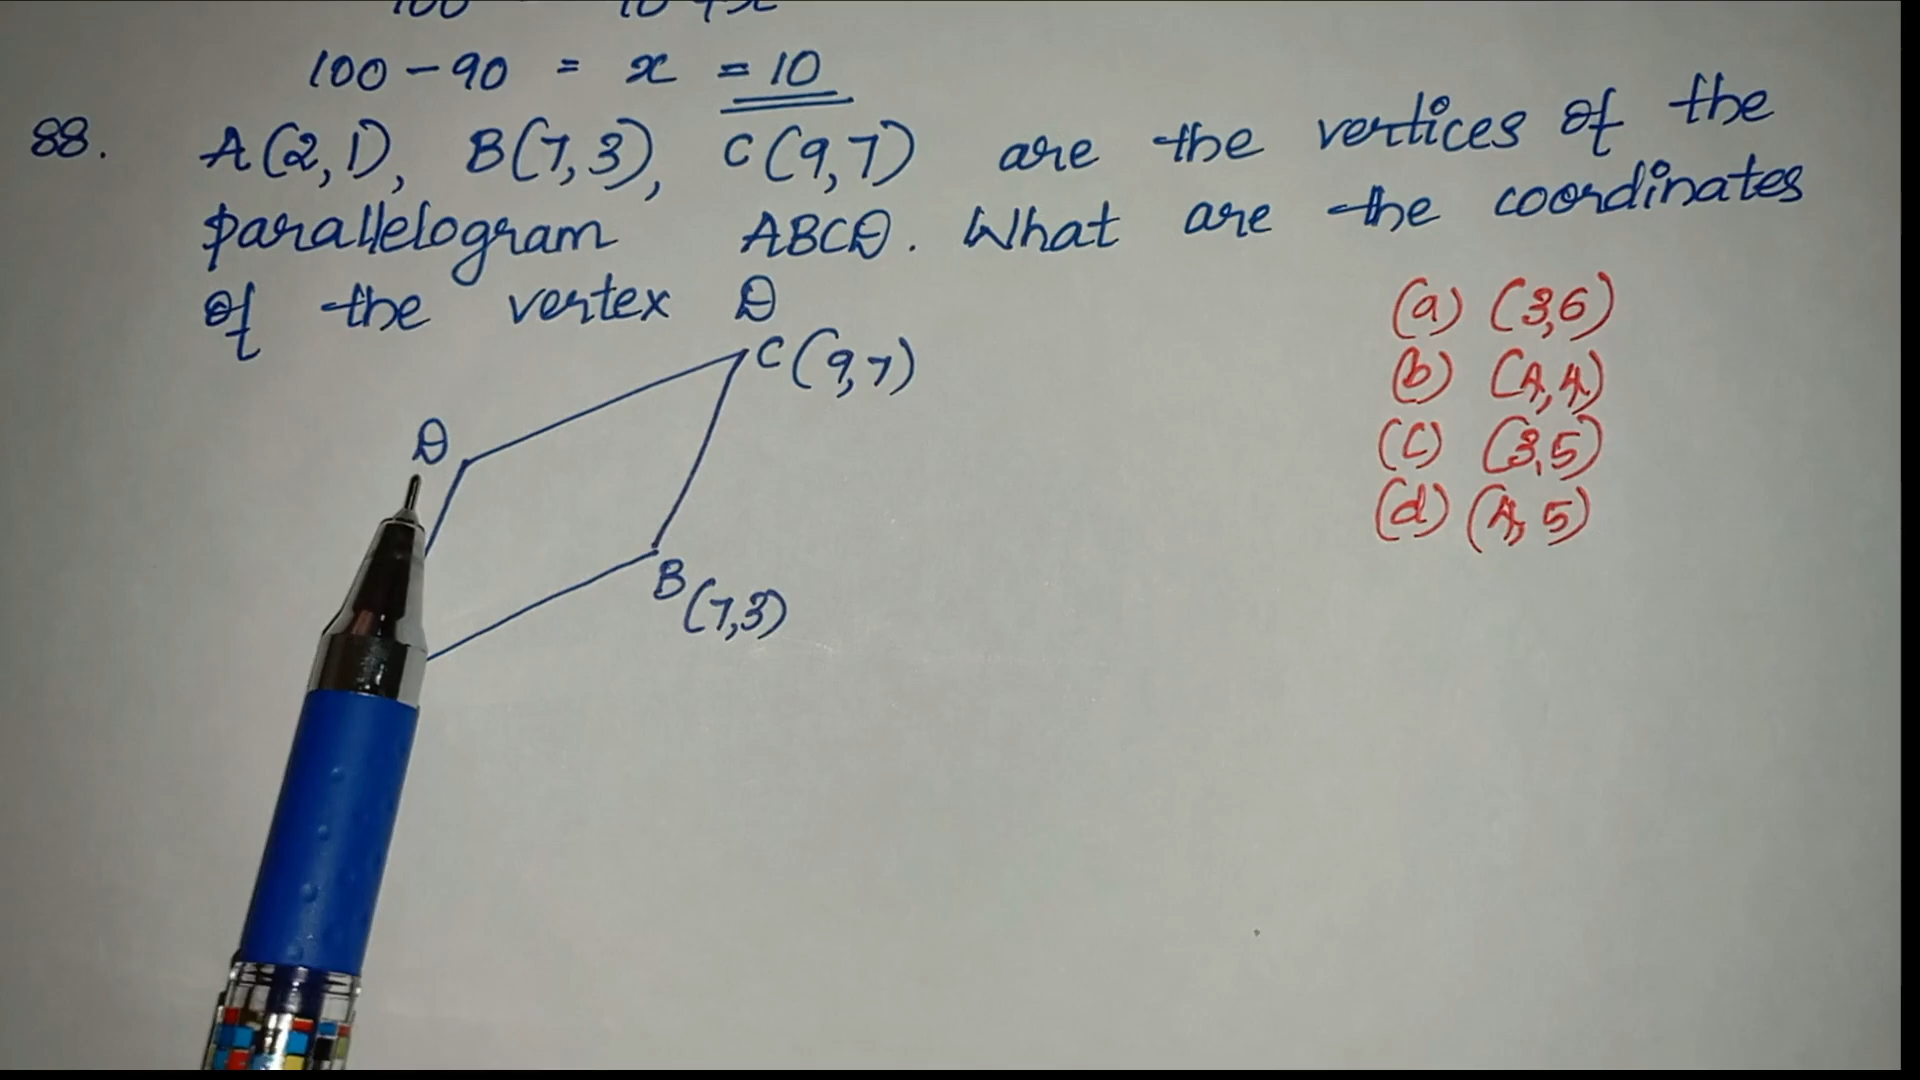 100 - 90 = x = 10
88. A(2,1), B(7,3), C(9,7) are the vertices of the
parallelogram ABCD. What are the coordinates
of the vertex D
(a) (3,6)
(b) (4,4)
(c) (3,5)
(d) (4,5)
C(9,7)
D
B(7,3)